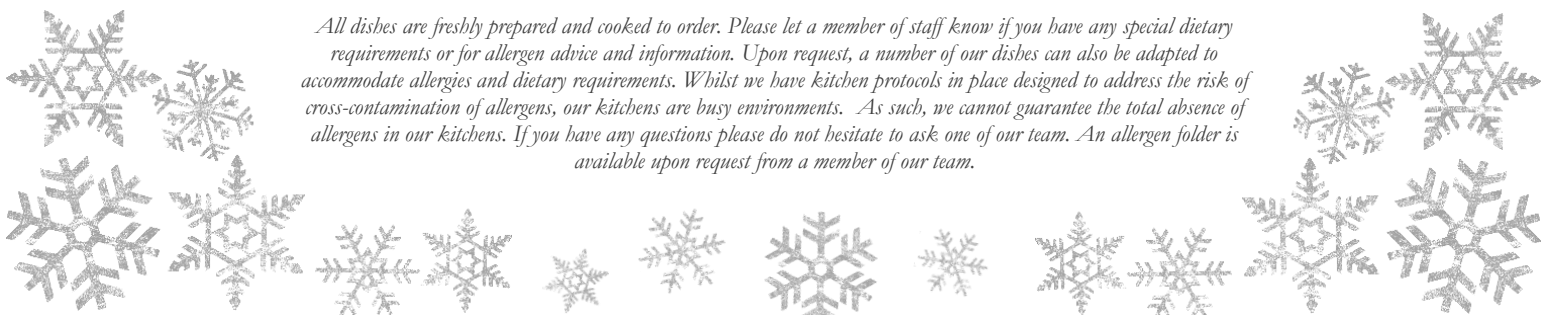 All dishes are freshly prepared and cooked to order. Please let a member of staff know if you have any special dietary
requirements or for allergen advice and information. Upon request, a number of our dishes can also be adapted to
accommodate allergies and dietary requirements. Whilst we have kitchen protocols in place designed to address the risk of
cross-contamination of allergens, our kitchens are busy environments.  As such, we cannot guarantee the total absence of
allergens in our kitchens. If you have any questions please do not hesitate to ask one of our team. An allergen folder is
available upon request from a member of our team.